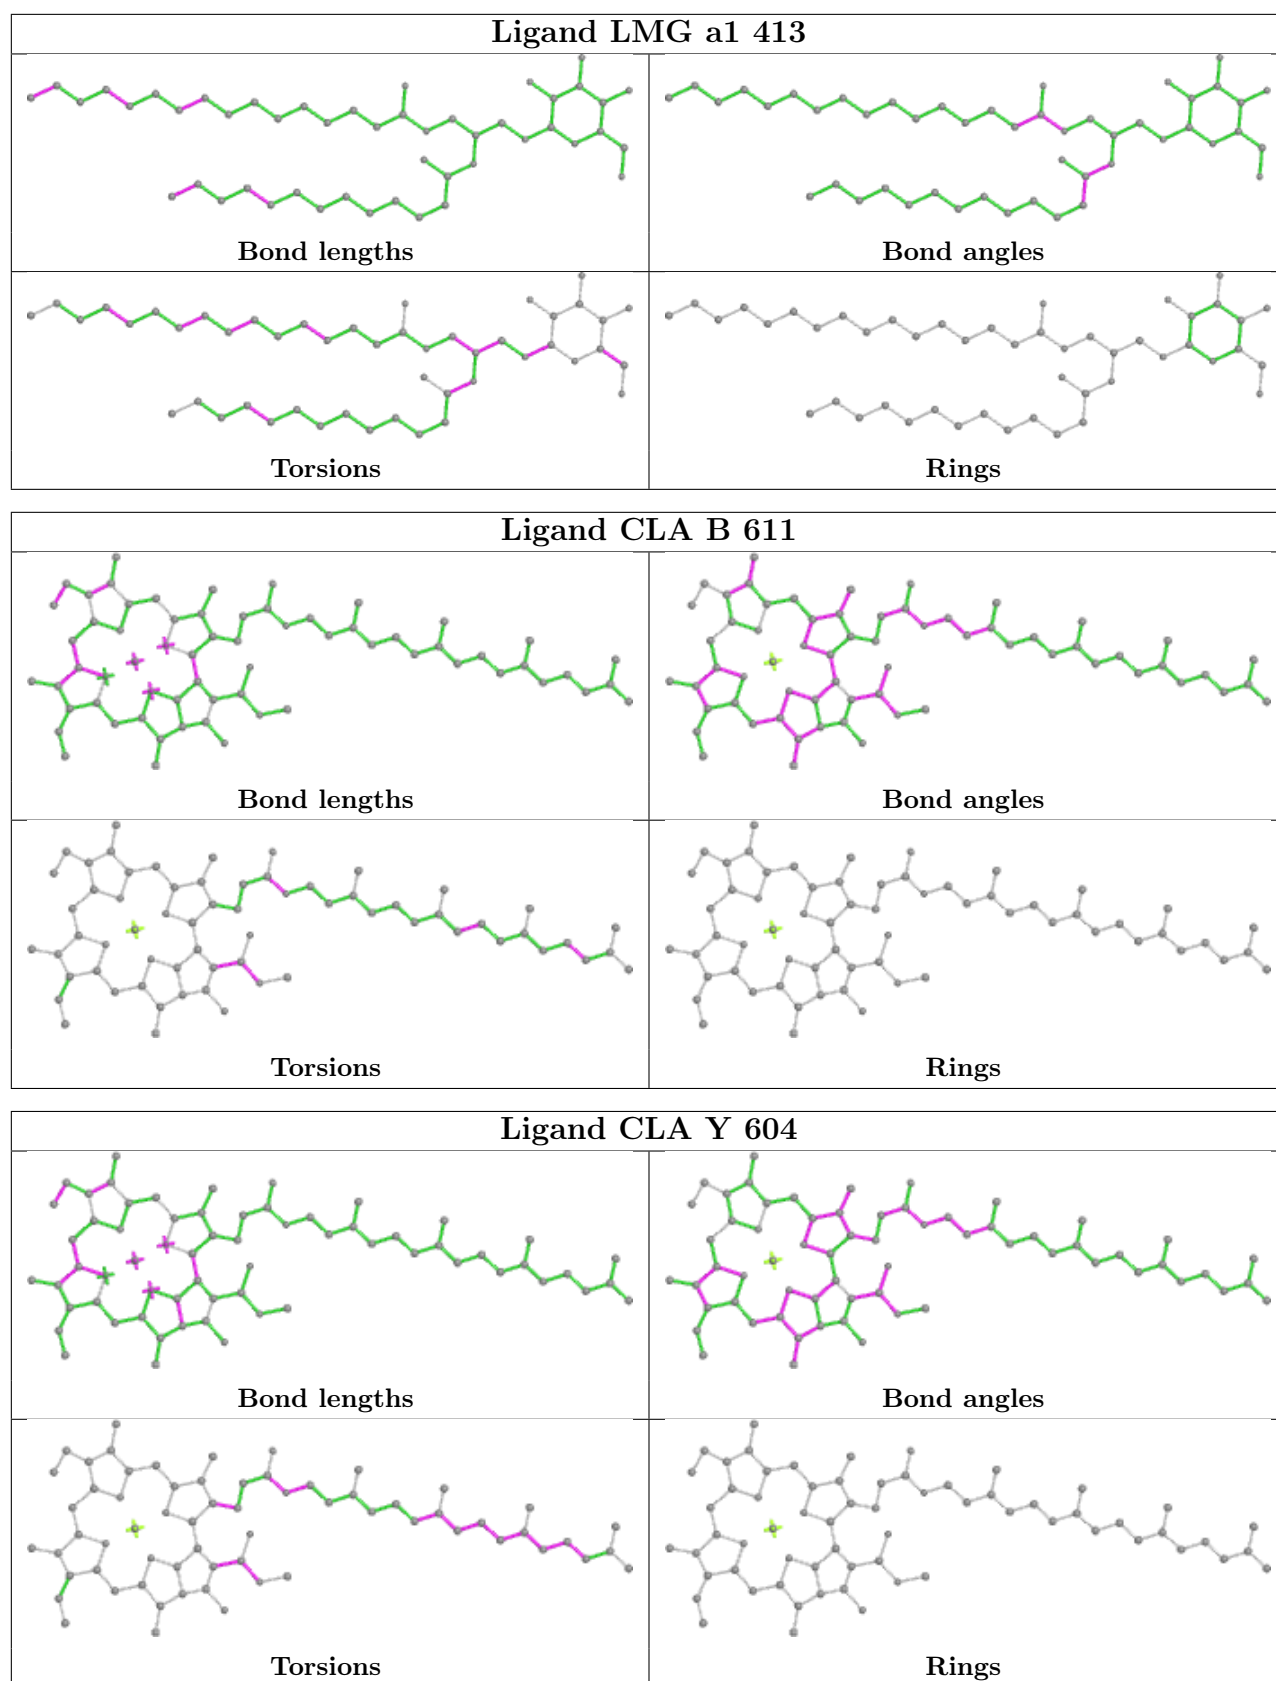 Ligand LMG a1 413
Bond lengths
Bond angles
Torsions
Rings
Ligand CLA B 611
Bond lengths
Bond angles
Torsions
Rings
Ligand CLA Y 604
Bond lengths
Bond angles
Torsions
Rings